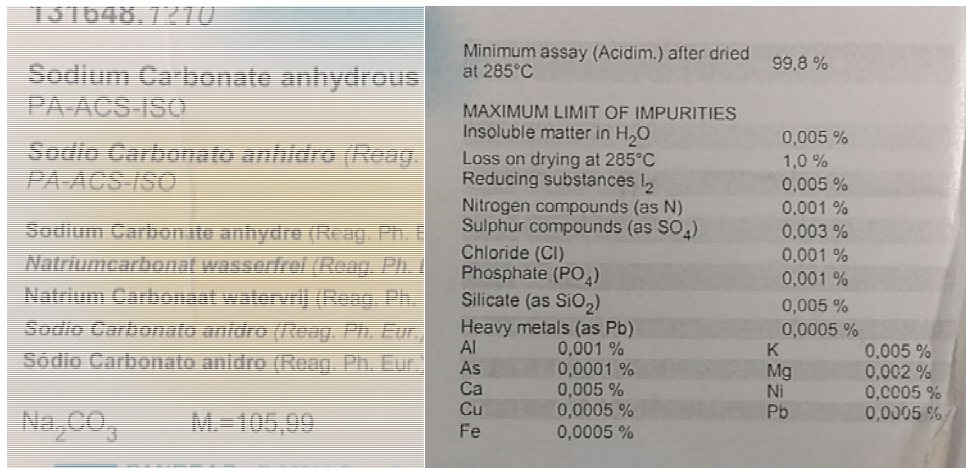 131648.1210
Sodium Carbonate anhydrous
PA-ACS-ISO
Sodio Carbonato anhidro (Reag.
PA-ACS-ISO
Sodium Carbonate anhydre (Reag. Ph. E
Natriumcarbonat wasserfrei (Reag. Ph.
Natrium Carbonaat watervrij (Reag. Ph.
Sodio Carbonato anidro (Reag. Ph. Eur.,
Sódio Carbonato anidro (Reag. Ph. Eur.)
Na₂CO₃ M.=105,99
Minimum assay (Acidim.) after dried
at 285°C 99,8 %
MAXIMUM LIMIT OF IMPURITIES
Insoluble matter in H₂O 0,005 %
Loss on drying at 285°C 1,0 %
Reducing substances I₂ 0,005 %
Nitrogen compounds (as N) 0.001 %
Sulphur compounds (as SO₄) 0,003 %
Chloride (Cl) 0,001 %
Phosphate (PO₄) 0,001 %
Silicate (as SiO₂) 0,005 %
Heavy metals (as Pb) 0,0005 %
Al 0,001 % K 0,005 %
As 0,0001 % Mg 0,002 %
Ca 0,005 % Ni 0,0005 %
Cu 0,0005 % Pb 0,0005 %
Fe 0,0005 %